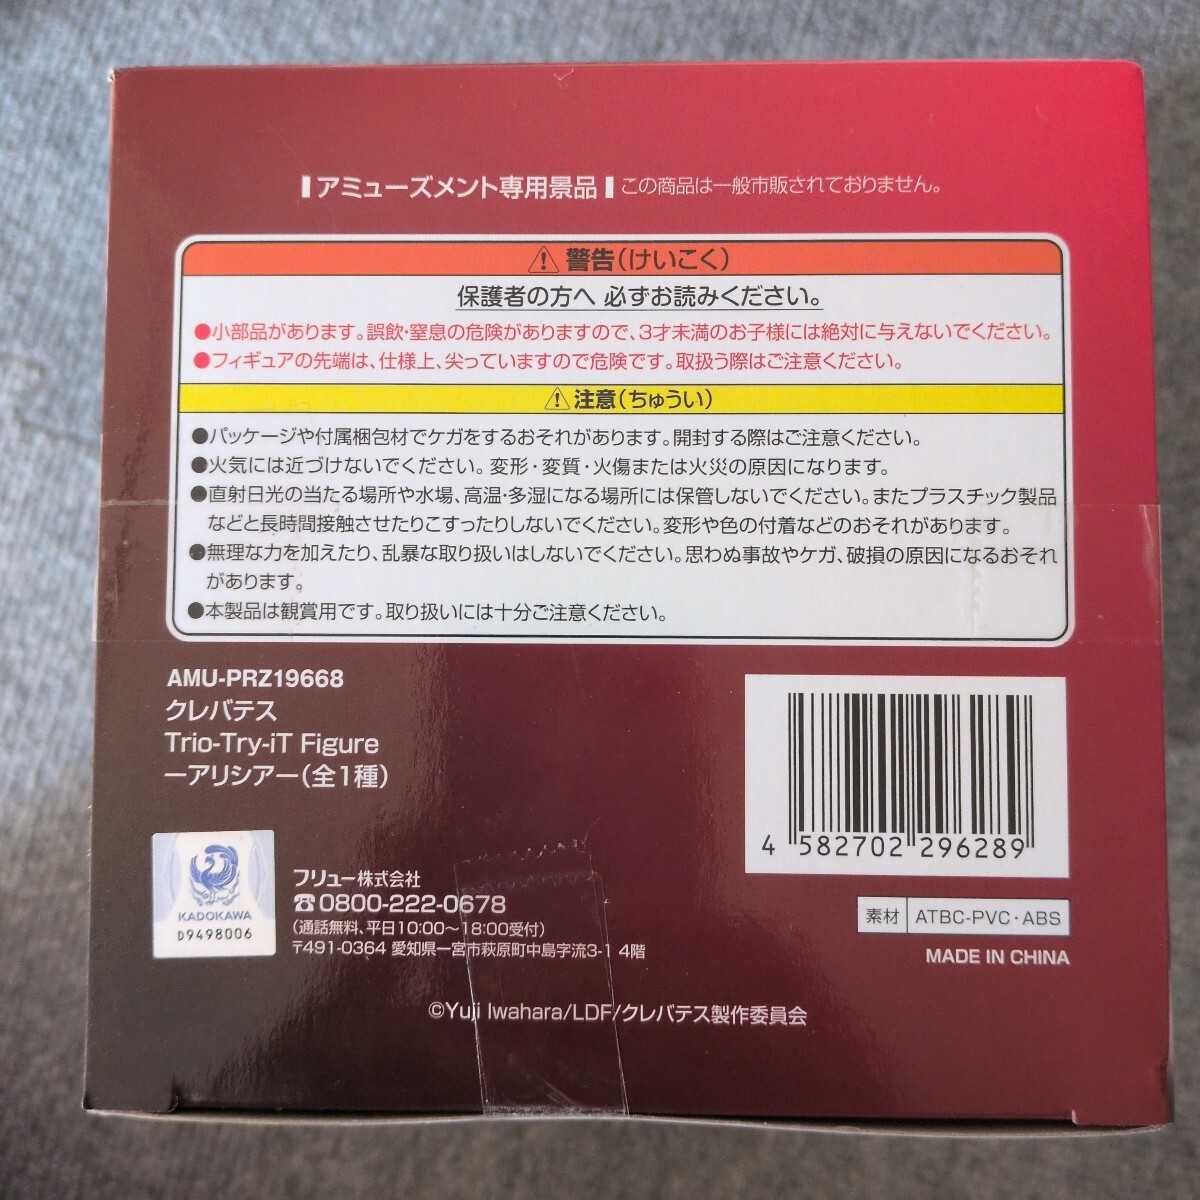 ▌アミューズメント専用景品▐ この商品は一般市販されておりません。
⚠ 警告(けいこく)
保護者の方へ 必ずお読みください。
●小部品があります。誤飲・窒息の危険がありますので、3才未満のお子様には絶対に与えないでください。
●フィギュアの先端は、仕様上、尖っていますので危険です。取扱う際はご注意ください。
⚠ 注意(ちゅうい)
●パッケージや付属梱包材でケガをするおそれがあります。開封する際はご注意ください。
●火気には近づけないでください。変形・変質・火傷または火災の原因になります。
●直射日光の当たる場所や水場、高温・多湿になる場所には保管しないでください。またプラスチック製品
などと長時間接触させたりこすったりしないでください。変形や色の付着などのおそれがあります。
●無理な力を加えたり、乱暴な取り扱いはしないでください。思わぬ事故やケガ、破損の原因になるおそれ
があります。
●本製品は観賞用です。取り扱いには十分ご注意ください。
AMU-PRZ19668
クレバテス
Trio-Try-iT Figure
ーアリシアー(全1種)
4 582702 296289
KADOKAWA
D9498006
フリュー株式会社
☎0800-222-0678
(通話無料、平日10:00～18:00受付)
〒491-0364 愛知県一宮市萩原町中島字流3-1 4階
素材 ATBC-PVC・ABS
MADE IN CHINA
©Yuji Iwahara/LDF/クレバテス製作委員会